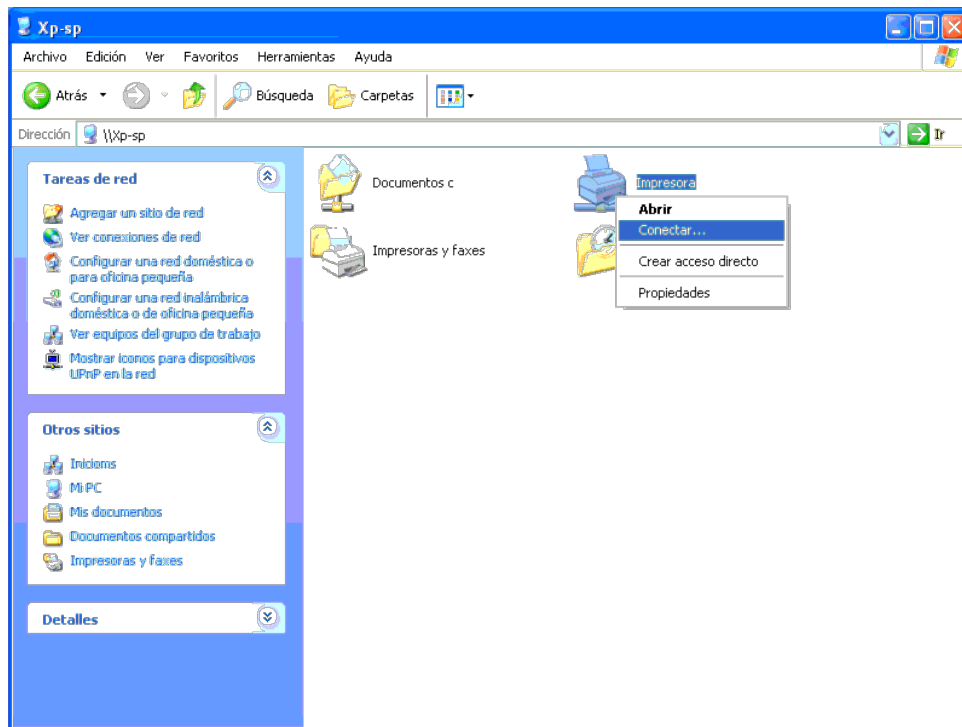 Xp-sp
Archivo Edición Ver Favoritos Herramientas Ayuda
Atrás Búsqueda Carpetas
Dirección \\Xp-sp Ir
Tareas de red
Agregar un sitio de red
Ver conexiones de red
Configurar una red doméstica o
para oficina pequeña
Configurar una red inalámbrica
doméstica o de oficina pequeña
Ver equipos del grupo de trabajo
Mostrar iconos para dispositivos
UPnP en la red
Otros sitios
Inicioms
Mi PC
Mis documentos
Documentos compartidos
Impresoras y faxes
Detalles
Documentos c
Impresora
Impresoras y faxes
Abrir
Conectar...
Crear acceso directo
Propiedades